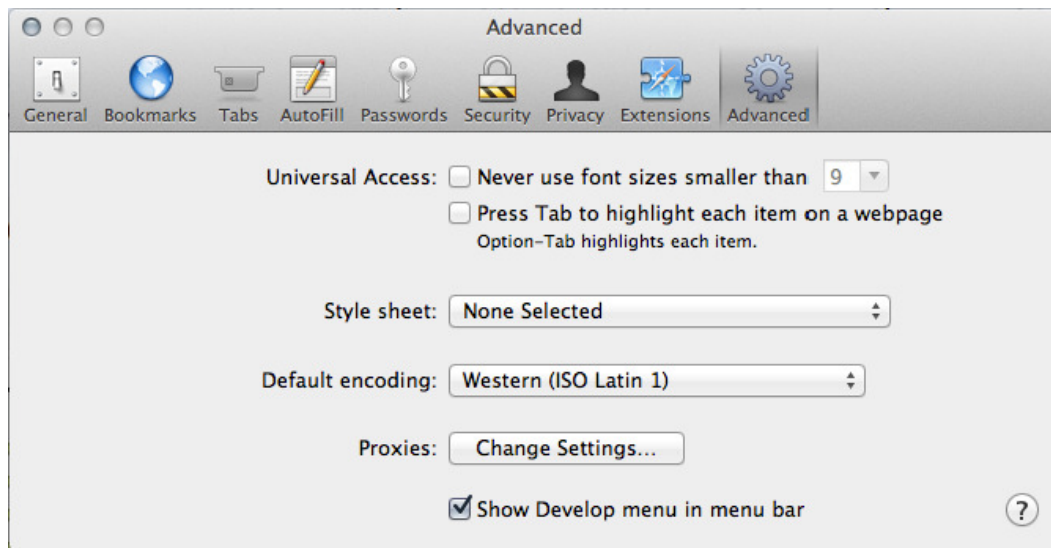 Advanced
General Bookmarks Tabs AutoFill Passwords Security Privacy Extensions Advanced
Universal Access: Never use font sizes smaller than 9
Press Tab to highlight each item on a webpage
Option-Tab highlights each item.
Style sheet: None Selected
Default encoding: Western (ISO Latin 1)
Proxies: Change Settings...
Show Develop menu in menu bar
?